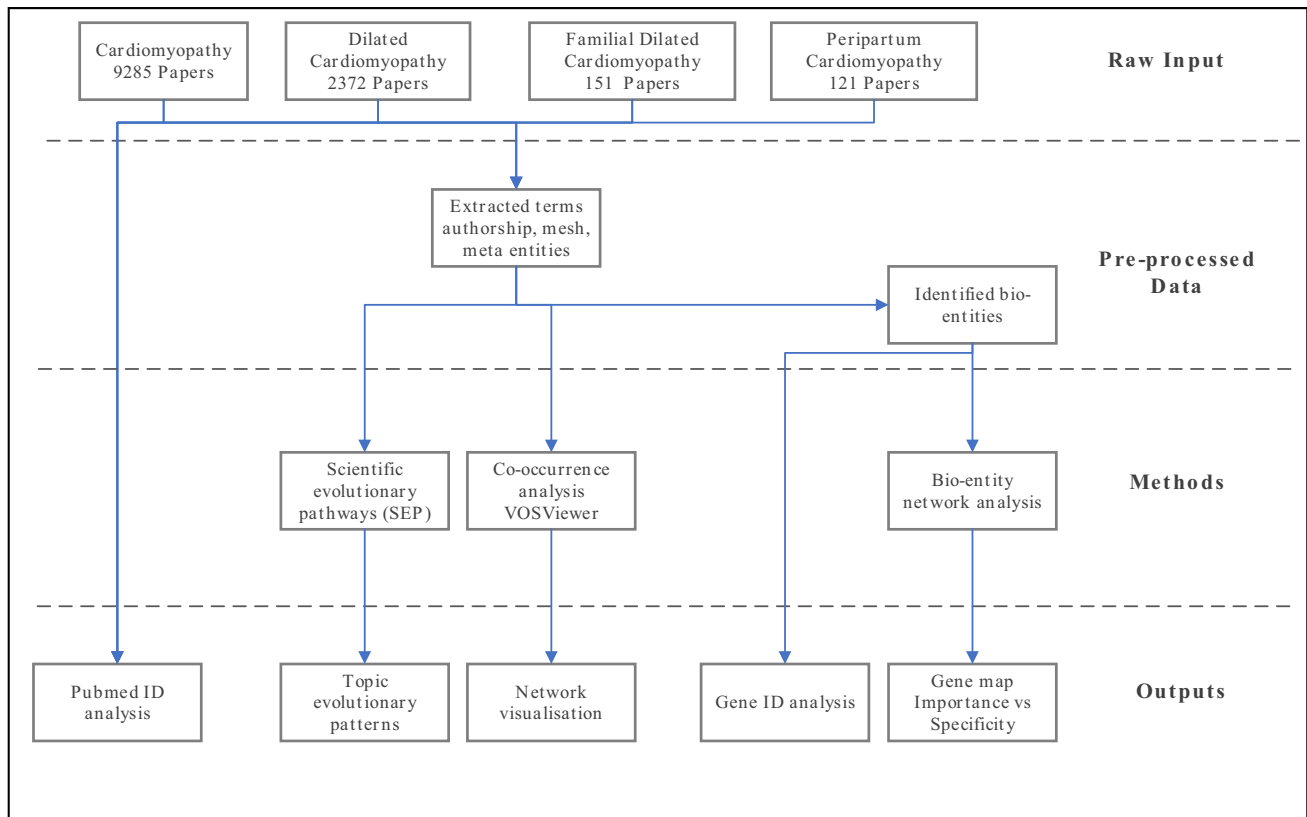 Cardiomyopathy
9285 Papers
Dilated
Cardiomyopathy
2372 Papers
Familial Dilated
Cardiomyopathy
151 Papers
Peripartum
Cardiomyopathy
121 Papers
Raw Input
Extracted terms
authorship, mesh,
meta entities
Identified bio-
entities
Pre-processed
Data
Scientific
evolutionary
pathways (SEP)
Co-occurrence
analysis
VOSViewer
Bio-entity
network analysis
Methods
Pubmed ID
analysis
Topic
evolutionary
patterns
Network
visualisation
Gene ID analysis
Gene map
Importance vs
Specificity
Outputs